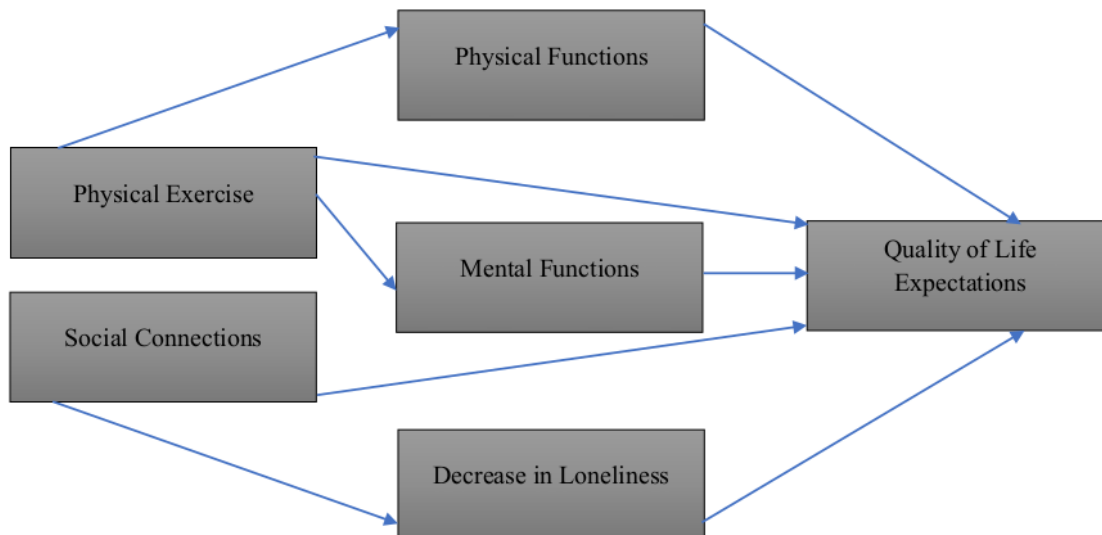 Physical Functions
Physical Exercise
Mental Functions
Quality of Life
Expectations
Social Connections
Decrease in Loneliness